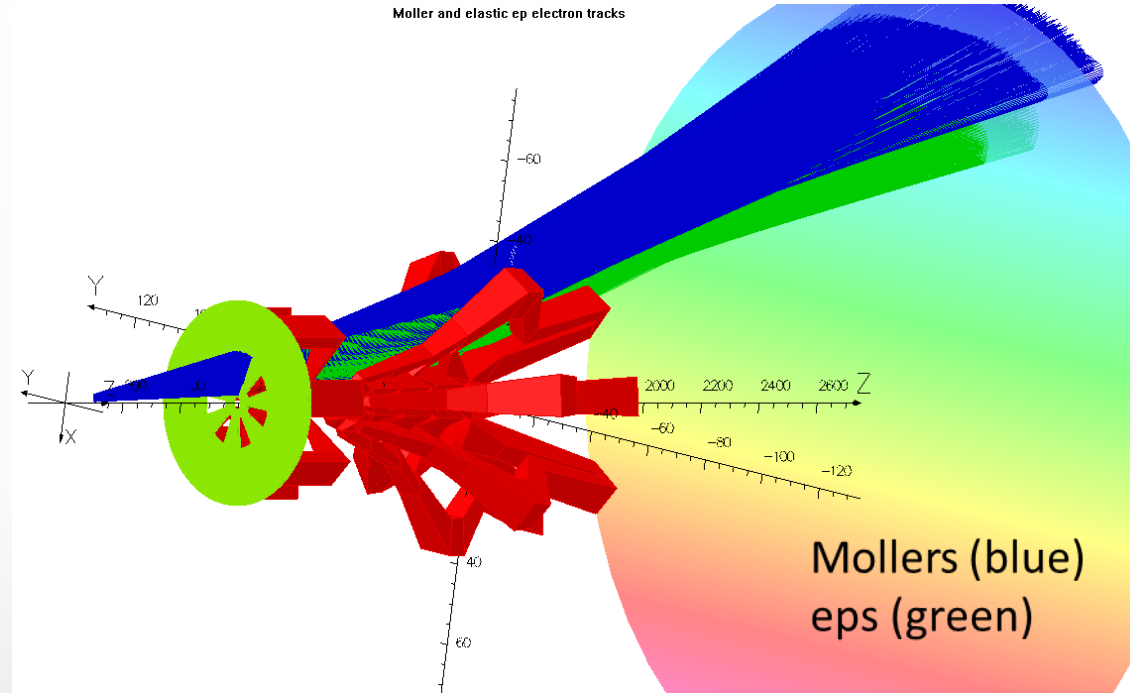 Moller and elastic ep electron tracks
-60
-40
Y
120
Y
X
Z
2000 2200 2400 2600 Z
-40
-60
-80
-100
-120
40
60
Mollers (blue)
eps (green)